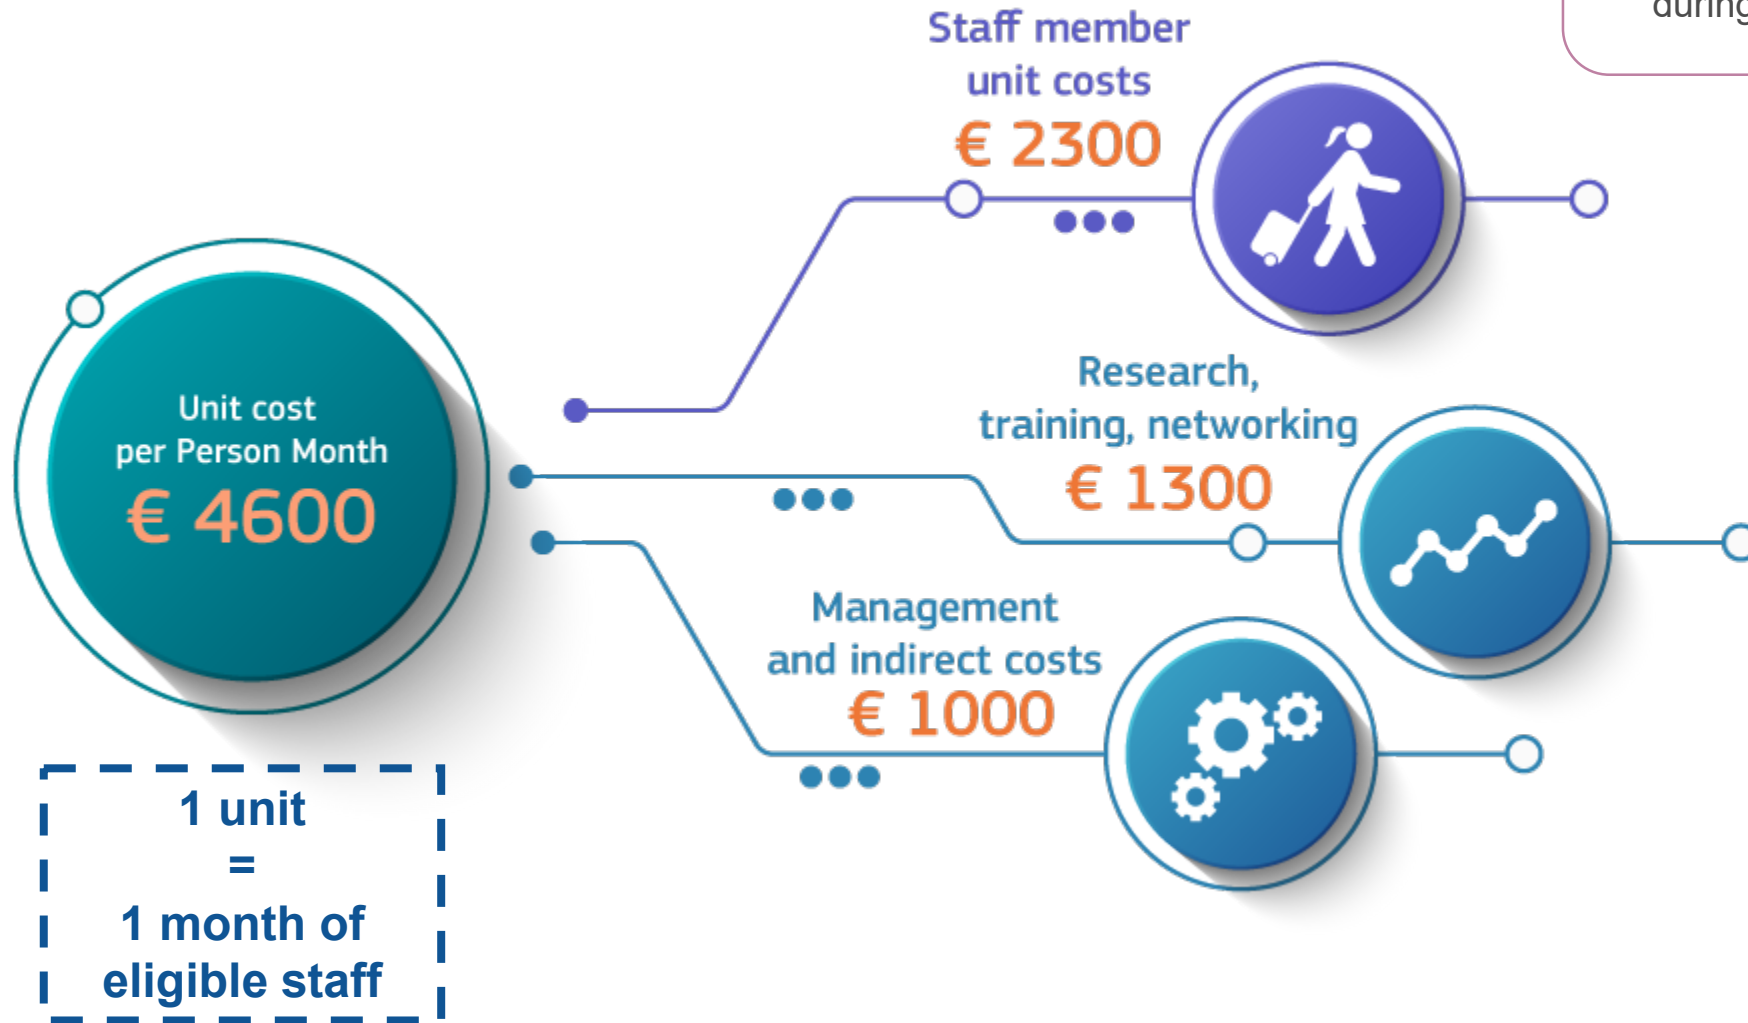 during
Staff member
unit costs
€ 2300
Unit cost
per Person Month
€ 4600
Research,
training, networking
€ 1300
Management
and indirect costs
€ 1000
1 unit
=
1 month of
eligible staff